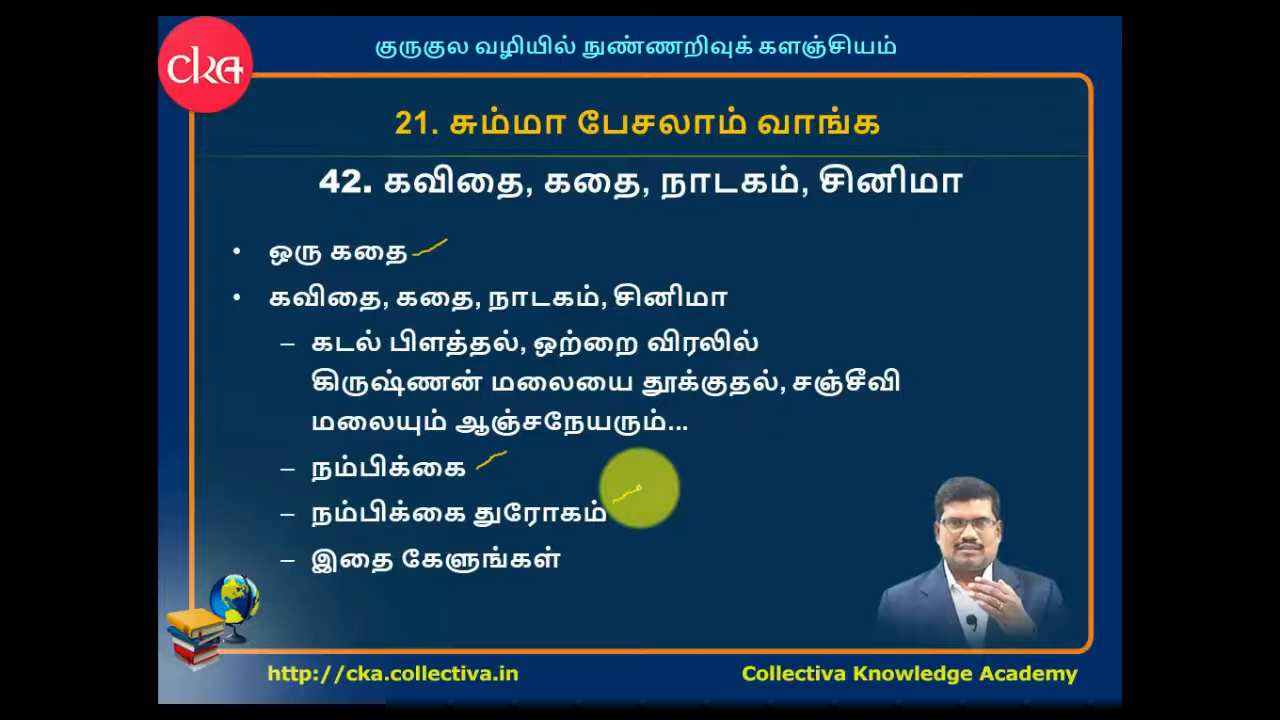 cka
குருகுல வழியில் நுண்ணறிவுக் களஞ்சியம்
21. சும்மா பேசலாம் வாங்க
42. கவிதை, கதை, நாடகம், சினிமா
• ஒரு கதை
• கவிதை, கதை, நாடகம், சினிமா
– கடல் பிளத்தல், ஒற்றை விரலில்
கிருஷ்ணன் மலையை தூக்குதல், சஞ்சீவி
மலையும் ஆஞ்சநேயரும்...
– நம்பிக்கை
– நம்பிக்கை துரோகம்
– இதை கேளுங்கள்
http://cka.collectiva.in
Collectiva Knowledge Academy